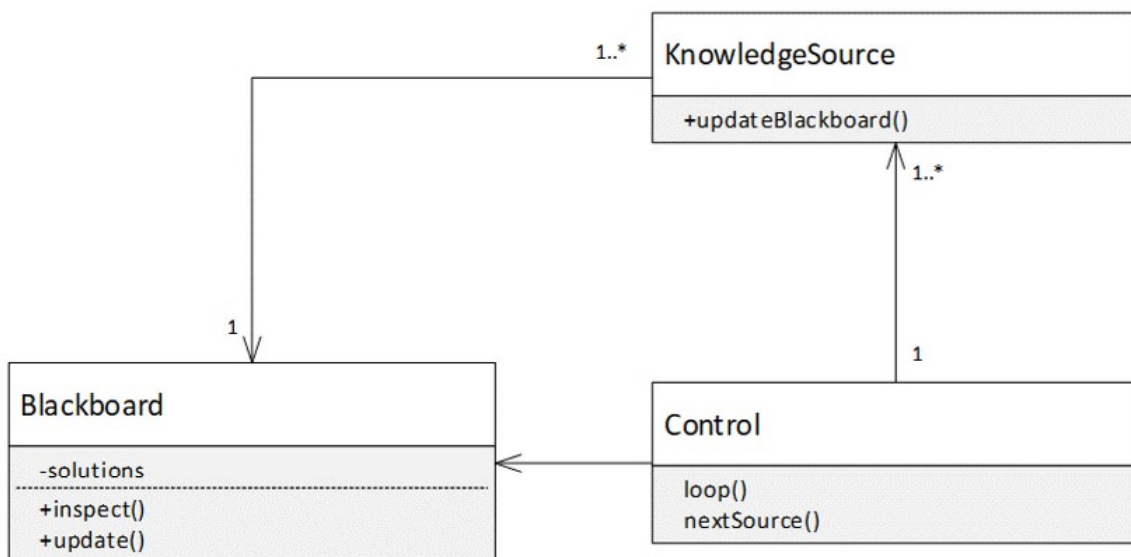 1..*
KnowledgeSource
+updateBlackboard()
1..*
1
1
Blackboard
-solutions
+inspect()
+update()
Control
loop()
nextSource()